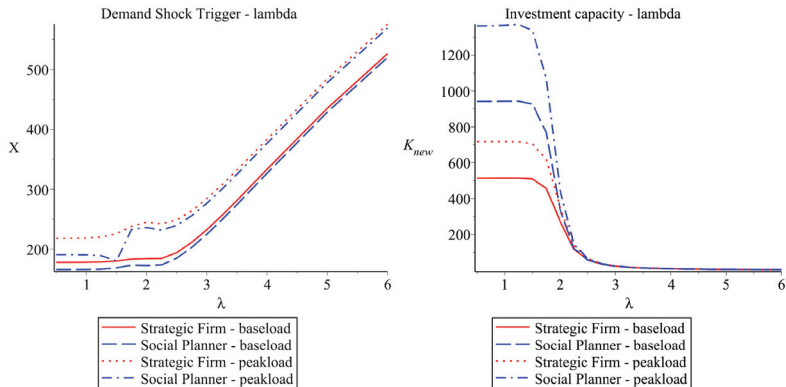 Demand Shock Trigger - lambda
500
400
X
300
200
1 2 3 4 5 6
λ
Strategic Firm - baseload
Social Planner - baseload
Strategic Firm - peakload
Social Planner - peakload
Investment capacity - lambda
1200
1000
800
K_new
600
400
200
1 2 3 4 5 6
λ
Strategic Firm - baseload
Social Planner - baseload
Strategic Firm - peakload
Social Planner - peakload